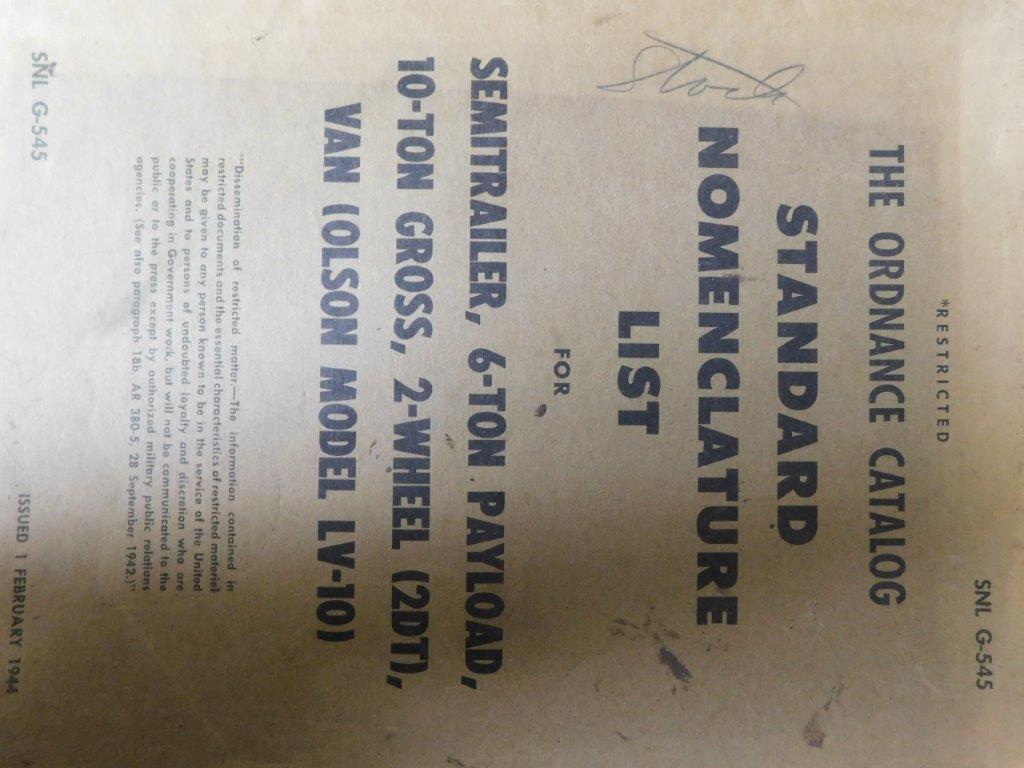 SNL G-545
*RESTRICTED
THE ORDNANCE CATALOG
STANDARD
NOMENCLATURE
LIST
Stock
FOR
SEMITRAILER, 6-TON PAYLOAD,
10-TON GROSS, 2-WHEEL (2DT),
VAN (OLSON MODEL LV-10)
*"Dissemination of restricted matter.—The information contained in
restricted documents and the essential characteristics of restricted materiel
may be given to any person known to be in the service of the United
States and to persons of undoubted loyalty and discretion who are
cooperating in Government work, but will not be communicated to the
public or to the press except by authorized military public relations
agencies. (See also paragraph 18b, AR 380-5, 28 September 1942.)"
SNL G-545
ISSUED 1 FEBRUARY 1944